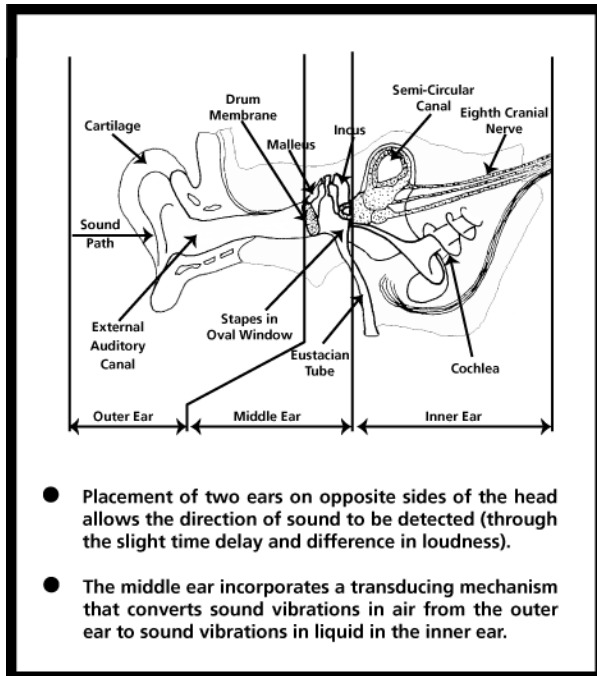 Semi-Circular
Canal
Eighth Cranial
Nerve
Drum
Membrane
Cartilage
Incus
Malleus
Sound
Path
External
Auditory
Canal
Stapes in
Oval Window
Eustacian
Tube
Cochlea
Outer Ear
Middle Ear
Inner Ear
● Placement of two ears on opposite sides of the head
allows the direction of sound to be detected (through
the slight time delay and difference in loudness).
● The middle ear incorporates a transducing mechanism
that converts sound vibrations in air from the outer
ear to sound vibrations in liquid in the inner ear.